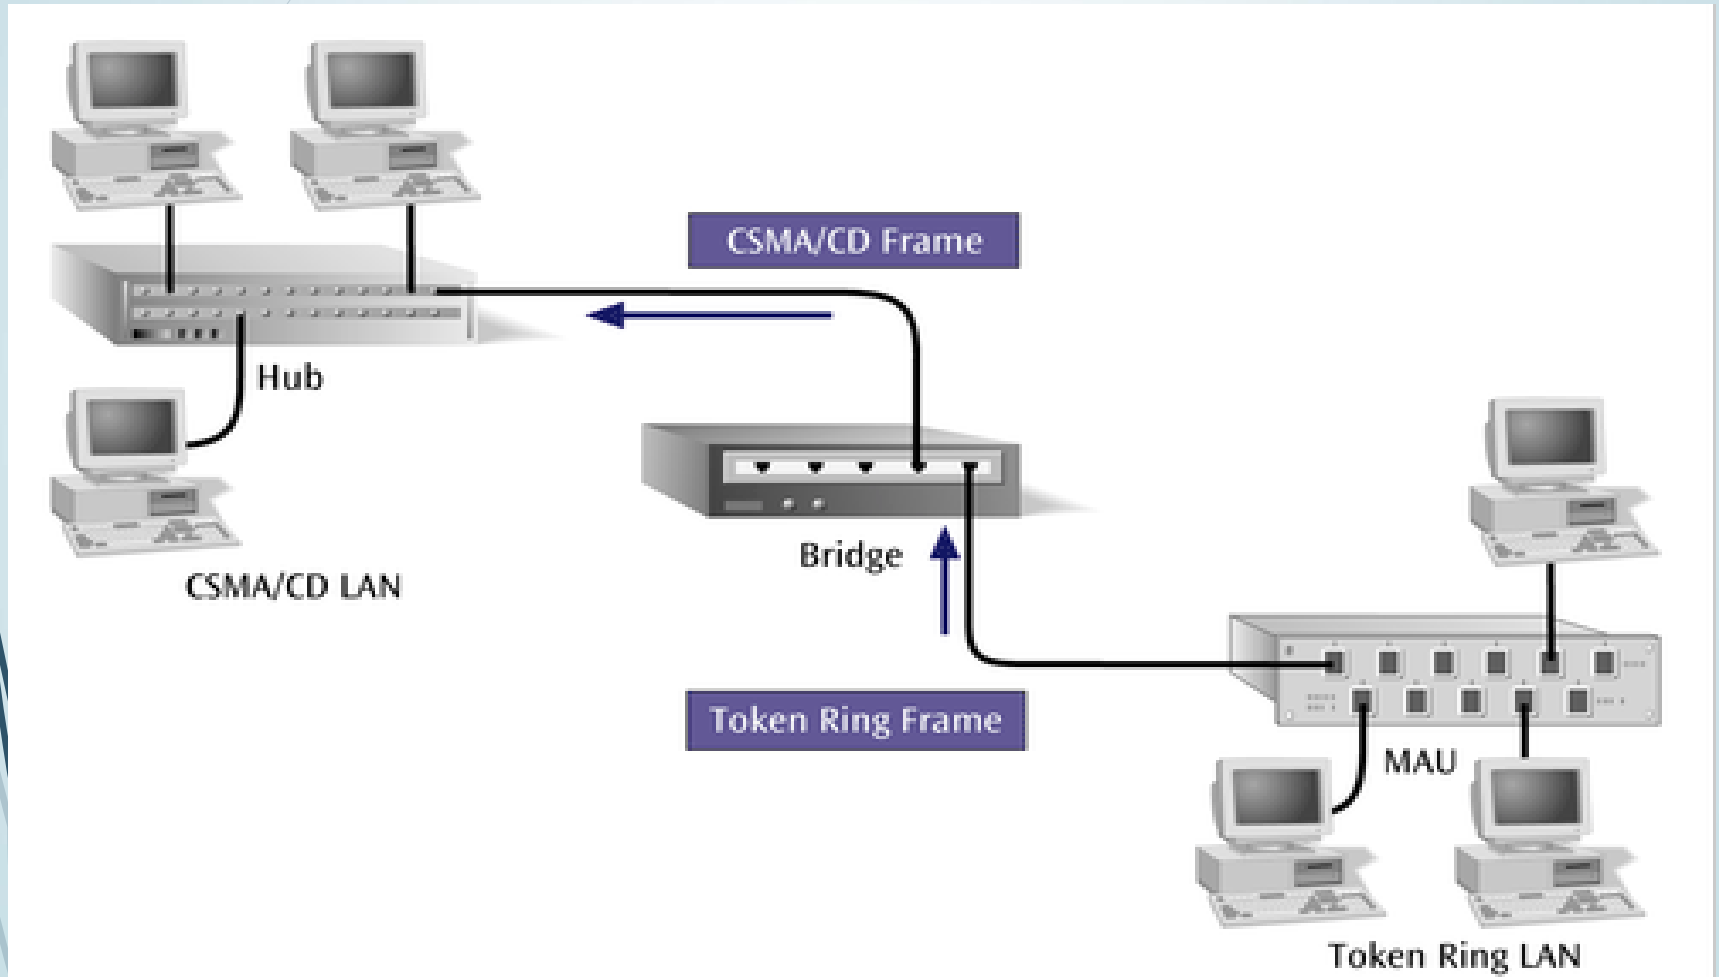 CSMA/CD Frame
Hub
Bridge
CSMA/CD LAN
Token Ring Frame
MAU
Token Ring LAN